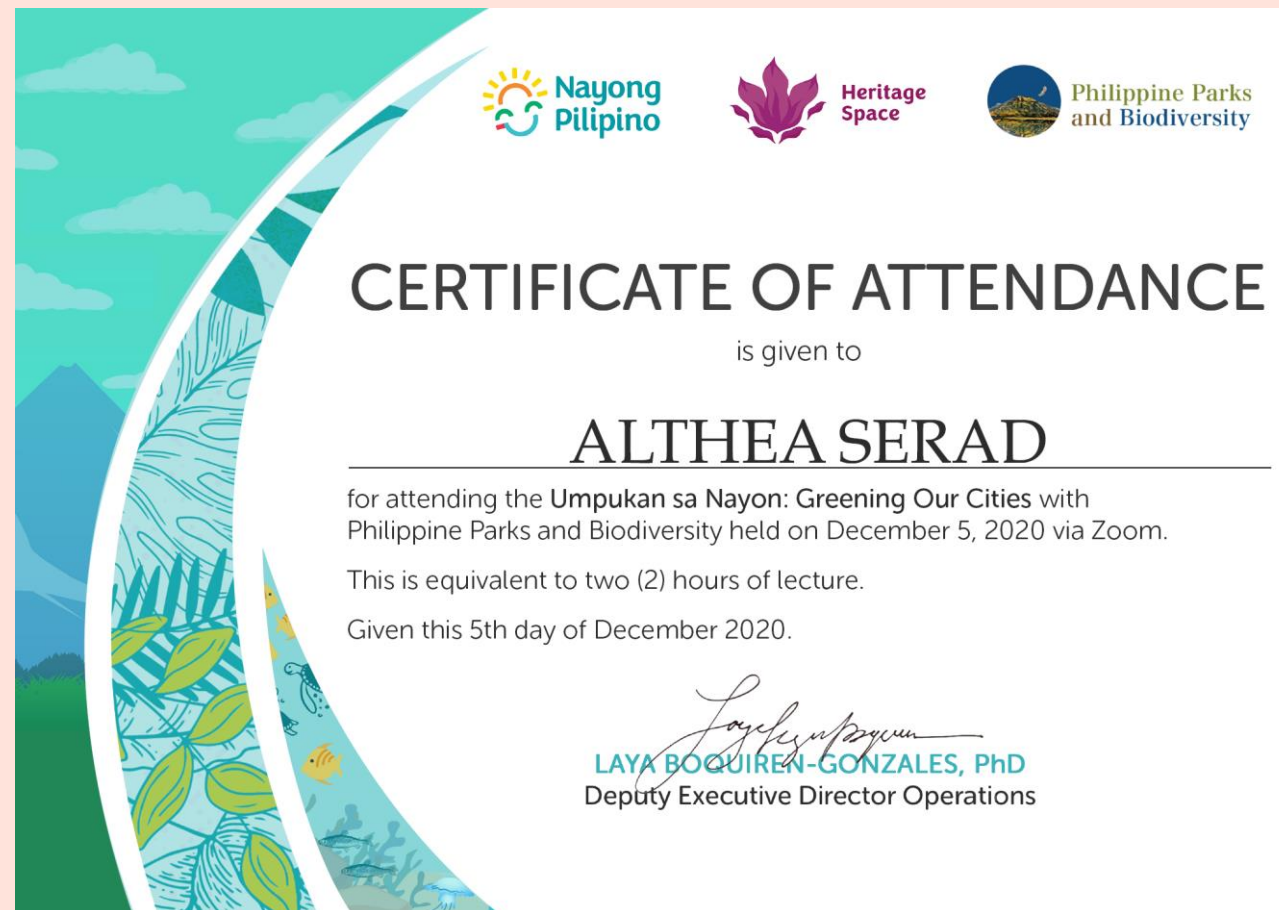 Nayong
Pilipino
Heritage
Space
Philippine Parks
and Biodiversity
CERTIFICATE OF ATTENDANCE
is given to
ALTHEA SERAD
for attending the Umpukan sa Nayon: Greening Our Cities with
Philippine Parks and Biodiversity held on December 5, 2020 via Zoom.
This is equivalent to two (2) hours of lecture.
Given this 5th day of December 2020.
LAYA BOQUIREN-GONZALES, PhD
Deputy Executive Director Operations